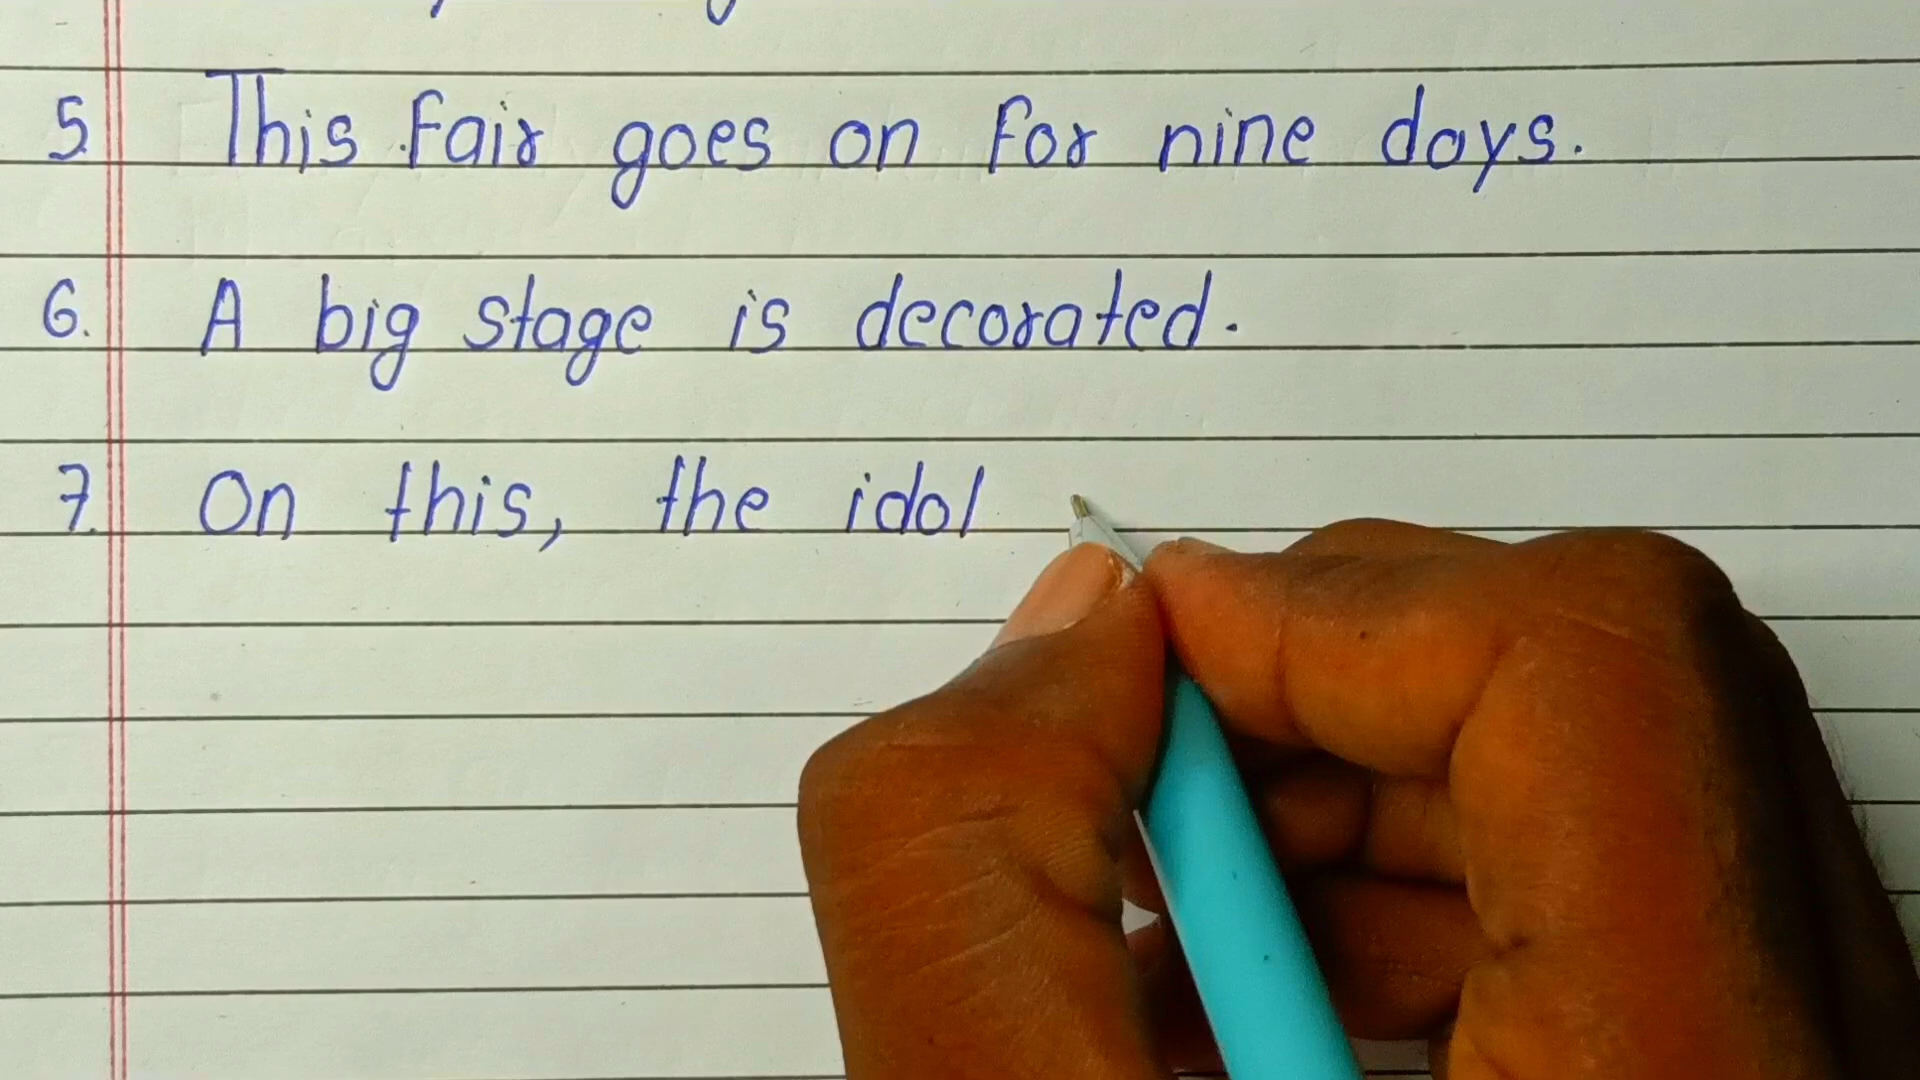 5. This Fair goes on For nine days.
6. A big stage is decorated.
7. On this, the idol